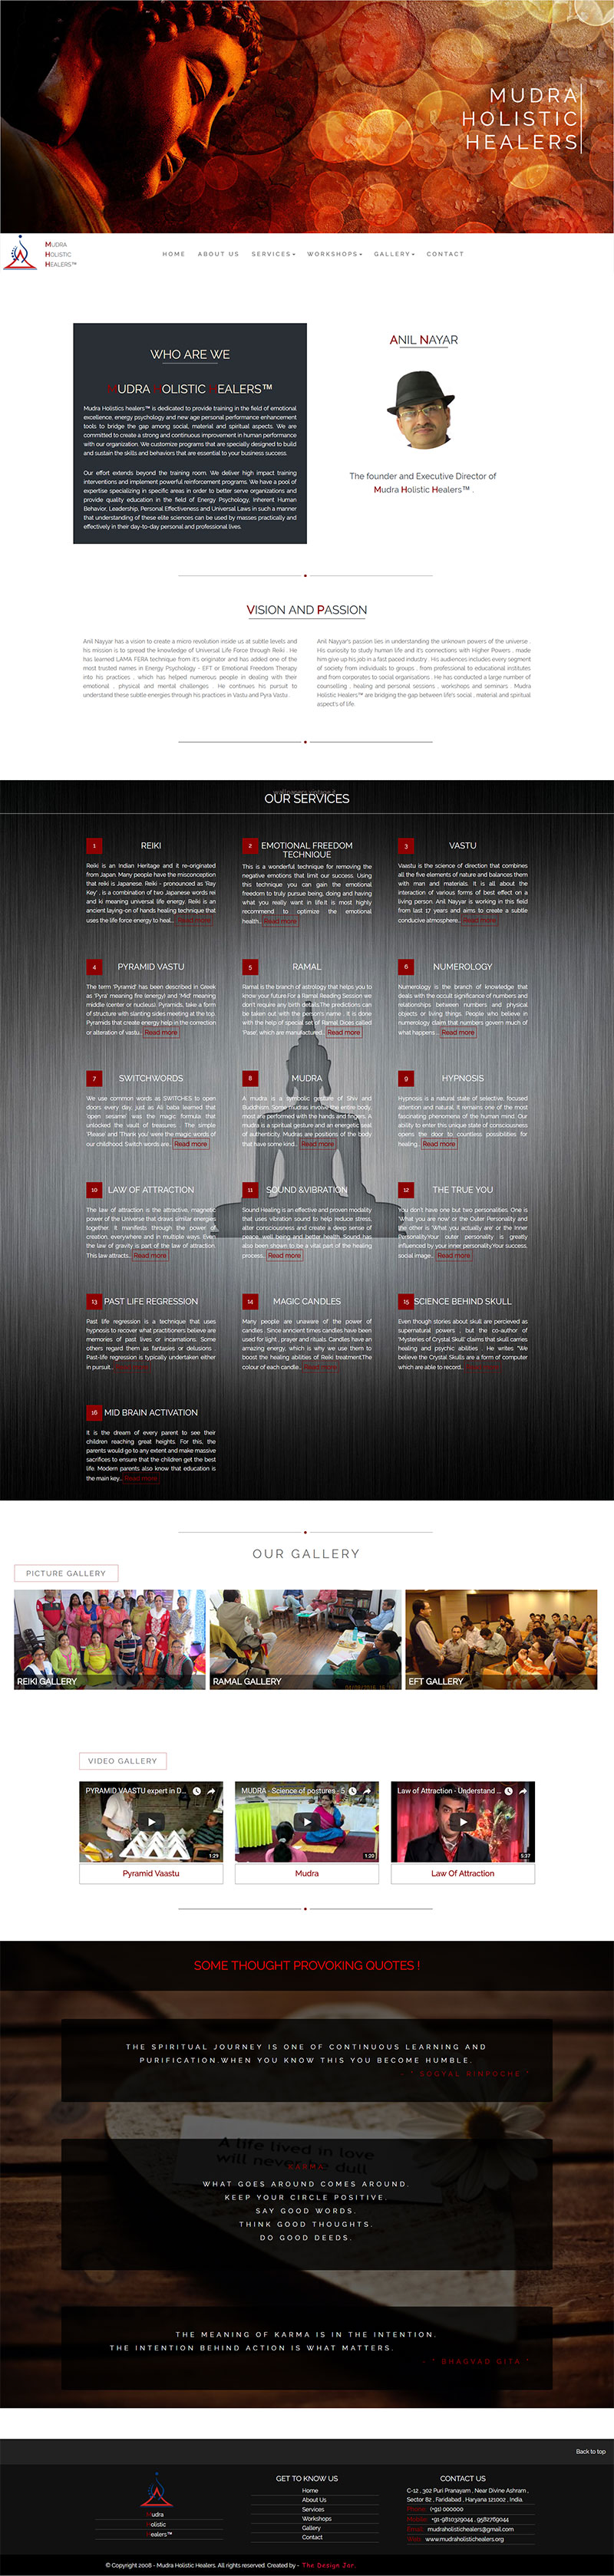 MUDRA
HOLISTIC
HEALERS
MUDRA
HOLISTIC
HEALERS™
HOME ABOUT US SERVICES WORKSHOPS GALLERY CONTACT
WHO ARE WE
MUDRA HOLISTIC HEALERS™
Mudra Holistics healers™ is dedicated to provide training in the field of emotional
excellence, energy psychology and new age personal performance enhancement
tools to bridge the gap among social, material and spiritual aspects. We are
committed to create a strong and continuous improvement in human performance
with our organization. We customize programs that are specially designed to build
and sustain the skills and behaviors that are essential to your business success.
Our effort extends beyond the training room. We deliver high impact training
interventions and implement powerful reinforcement programs. We have a pool of
expertise specializing in specific areas in order to better serve organizations and
provide quality education in the field of Energy Psychology, Inherent Human
Behavior, Leadership, Personal Effectiveness and Universal Laws in such a manner
that understanding of these elite sciences can be used by masses practically and
effectively in their day-to-day personal and professional lives.
ANIL NAYAR
The founder and Executive Director of
Mudra Holistic Healers™ .
VISION AND PASSION
Anil Nayyar has a vision to create a micro revolution inside us at subtle levels and
his mission is to spread the knowledge of Universal Life Force through Reiki . He
has learned LAMA FERA technique from it's originator and has added one of the
most trusted names in Energy Psychology - EFT or Emotional Freedom Therapy
into his practices , which has helped numerous people in dealing with their
emotional , physical and mental challenges . He continues his pursuit to
understand these subtle energies through his practices in Vastu and Pyra Vastu.
Anil Nayyar's passion lies in understanding the unknown powers of the universe .
His curiosity to study human life and it's connections with Higher Powers . made
him give up his job in a fast paced industry . His audiences includes every segment
of society from individuals to groups , from professional to educational institutes
and from corporates to social organisations . He has conducted a large number of
counselling , healing and personal sessions , workshops and seminars . Mudra
Holistic Healers™ are bridging the gap between life's social , material and spiritual
aspect's of life.
OUR SERVICES
1 REIKI
Reiki is an Indian Heritage and it re-originated
from Japan. Many people have the misconception
that reiki is Japanese. Reiki - pronounced as 'Ray
Key' , is a combination of two Japanese words rei
and ki meaning universal life energy. Reiki is an
ancient laying-on of hands healing technique that
uses the life force energy to heal... Read more
2 EMOTIONAL FREEDOM
TECHNIQUE
This is a wonderful technique for removing the
negative emotions that limit our success. Using
this technique you can gain the emotional
freedom to truly pursue being, doing and having
what you really want in life.It is most highly
recommend to optimize the emotional
health... Read more
3 VASTU
Vaastu is the science of direction that combines
all the five elements of nature and balances them
with man and materials. It is all about the
interaction of various forms of best effect on a
living person. Anil Nayyar is working in this field
from last 17 years and aims to create a subtle
conducive atmosphere... Read more
4 PYRAMID VASTU
The term 'Pyramid' has been described in Greek
as 'Pyra' meaning fire (energy) and 'Mid' meaning
middle (center or nucleus). Pyramids, take a form
of structure with slanting sides meeting at the top.
Pyramids that create energy help in the correction
or alteration of vastu... Read more
5 RAMAL
Ramal is the branch of astrology that helps you to
know your future.For a Ramal Reading Session we
don't require any birth details.The predictions can
be taken out with the person's name . It is done
with the help of special set of Ramal Dices called
'Pasa', which are manufactured... Read more
6 NUMEROLOGY
Numerology is the branch of knowledge that
deals with the occult significance of numbers and
relationships between numbers and physical
objects or living things. People who believe in
numerology claim that numbers govern much of
what happens ... Read more
7 SWITCHWORDS
We use common words as SWITCHES to open
doors every day, just as Ali baba learned that
'open sesame' was the magic formula that
unlocked the vault of treasures . The simple
'Please' and 'Thank you' were the magic words of
our childhood. Switch words are... Read more
8 MUDRA
A mudra is a symbolic gesture of Shiv and
Buddhism. Some mudras involve the entire body,
most are performed with the hands and fingers. A
mudra is a spiritual gesture and an energetic seal
of authenticity. Mudras are positions of the body
that have some kind... Read more
9 HYPNOSIS
Hypnosis is a natural state of selective, focused
attention and natural, it remains one of the most
fascinating phenomena of the human mind. Our
ability to enter this unique state of consciousness
opens the door to countless possibilities for
healing... Read more
10 LAW OF ATTRACTION
The law of attraction is the attractive, magnetic
power of the Universe that draws similar energies
together. It manifests through the power of
creation, everywhere and in multiple ways. Even
the law of gravity is part of the law of attraction.
This law attracts... Read more
11 SOUND &VIBRATION
Sound Healing is an effective and proven modality
that uses vibration sound to help reduce stress,
alter consciousness and create a deep sense of
peace, well being and better health. Sound has
also been shown to be a vital part of the healing
process... Read more
12 THE TRUE YOU
You don't have one but two personalities. One is
'What you are now' or the Outer Personality and
the other is 'What you actually are' or the Inner
Personality.Your outer personality is greatly
influenced by your inner personality.Your success,
social image... Read more
13 PAST LIFE REGRESSION
Past life regression is a technique that uses
hypnosis to recover what practitioners believe are
memories of past lives or incarnations. Some
others regard them as fantasies or delusions .
Past-life regression is typically undertaken either
in pursuit... Read more
14 MAGIC CANDLES
Many people are unaware of the power of
candles . Since anncient times candles have been
used for light , prayer and rituals. Candles have an
amazing energy, which is why we use them to
boost the healing abilities of Reiki treatment.The
colour of each candle... Read more
15 SCIENCE BEHIND SKULL
Even though stories about skull are percieved as
supernatural powers , but the co-author of
'Mysteries of Crystal Skull' claims that skull carries
healing and psychic abilities . He writes "We
believe the Crystal Skulls are a form of computer
which are able to record... Read more
16 MID BRAIN ACTIVATION
It is the dream of every parent to see their
children reaching great heights. For this, the
parents would go to any extent and make massive
sacrifices to ensure that the children get the best
life. Modern parents also know that education is
the main key... Read more
OUR GALLERY
PICTURE GALLERY
REIKI GALLERY
RAMAL GALLERY
EFT GALLERY
VIDEO GALLERY
PYRAMID VAASTU expert in D...
1:29
Pyramid Vaastu
MUDRA - Science of postures - 5
1:20
Mudra
Law of Attraction - Understand ...
5:37
Law Of Attraction
SOME THOUGHT PROVOKING QUOTES !
THE SPIRITUAL JOURNEY IS ONE OF CONTINUOUS LEARNING AND
PURIFICATION.WHEN YOU KNOW THIS YOU BECOME HUMBLE.
- " SOGYAL RINPOCHE "
A life lived in love
will never be dull
KARMA
WHAT GOES AROUND COMES AROUND.
KEEP YOUR CIRCLE POSITIVE.
SAY GOOD WORDS.
THINK GOOD THOUGHTS.
DO GOOD DEEDS.
THE MEANING OF KARMA IS IN THE INTENTION.
THE INTENTION BEHIND ACTION IS WHAT MATTERS.
- " BHAGVAD GITA "
Back to top
Mudra
Holistic
Healers™
GET TO KNOW US
Home
About Us
Services
Workshops
Gallery
Contact
CONTACT US
C-12 , 302 Puri Pranayam , Near Divine Ashram ,
Sector 82 , Faridabad , Haryana 121002 , India.
Phone: (+91) 000000
Mobile: +91-9810329044 , 9582769044
Email: mudraholistichealers@gmail.com
Web: www.mudraholistichealers.org
© Copyright 2008 - Mudra Holistic Healers. All rights reserved. Created by - The Design Jar.